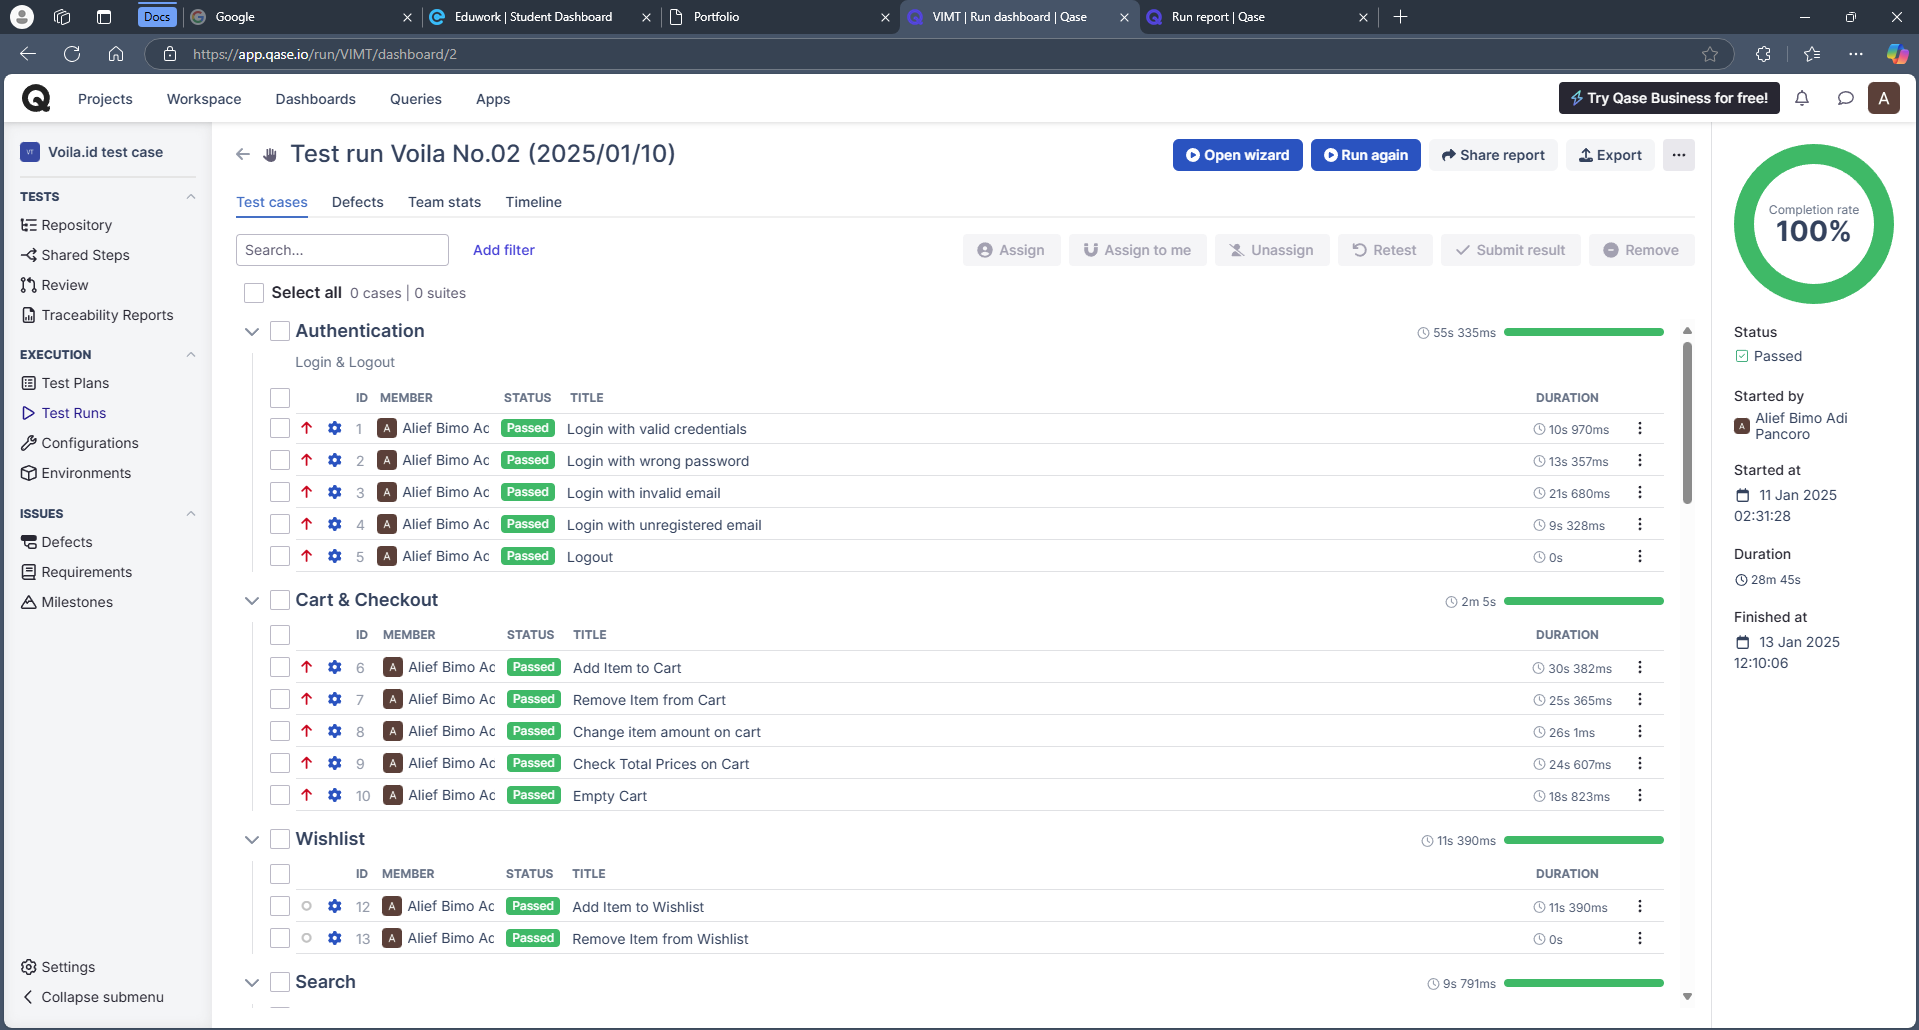 Docs
Google
Eduwork | Student Dashboard
Portfolio
VIMT | Run dashboard | Qase
Run report | Qase
https://app.qase.io/run/VIMT/dashboard/2
Projects
Workspace
Dashboards
Queries
Apps
Try Qase Business for free!
A
VT
Voila.id test case
TESTS
Repository
Shared Steps
Review
Traceability Reports
EXECUTION
Test Plans
Test Runs
Configurations
Environments
ISSUES
Defects
Requirements
Milestones
Settings
Collapse submenu
Test run Voila No.02 (2025/01/10)
Open wizard
Run again
Share report
Export
Test cases
Defects
Team stats
Timeline
Search...
Add filter
Assign
Assign to me
Unassign
Retest
Submit result
Remove
Select all 0 cases | 0 suites
Authentication 55s 335ms
Login & Logout
ID MEMBER STATUS TITLE DURATION
1 A Alief Bimo Ad Passed Login with valid credentials 10s 970ms
2 A Alief Bimo Ad Passed Login with wrong password 13s 357ms
3 A Alief Bimo Ad Passed Login with invalid email 21s 680ms
4 A Alief Bimo Ad Passed Login with unregistered email 9s 328ms
5 A Alief Bimo Ad Passed Logout 0s
Cart & Checkout 2m 5s
ID MEMBER STATUS TITLE DURATION
6 A Alief Bimo Ad Passed Add Item to Cart 30s 382ms
7 A Alief Bimo Ad Passed Remove Item from Cart 25s 365ms
8 A Alief Bimo Ad Passed Change item amount on cart 26s 1ms
9 A Alief Bimo Ad Passed Check Total Prices on Cart 24s 607ms
10 A Alief Bimo Ad Passed Empty Cart 18s 823ms
Wishlist 11s 390ms
ID MEMBER STATUS TITLE DURATION
12 A Alief Bimo Ad Passed Add Item to Wishlist 11s 390ms
13 A Alief Bimo Ad Passed Remove Item from Wishlist 0s
Search 9s 791ms
Completion rate
100%
Status
Passed
Started by
A Alief Bimo Adi
Pancoro
Started at
11 Jan 2025
02:31:28
Duration
28m 45s
Finished at
13 Jan 2025
12:10:06